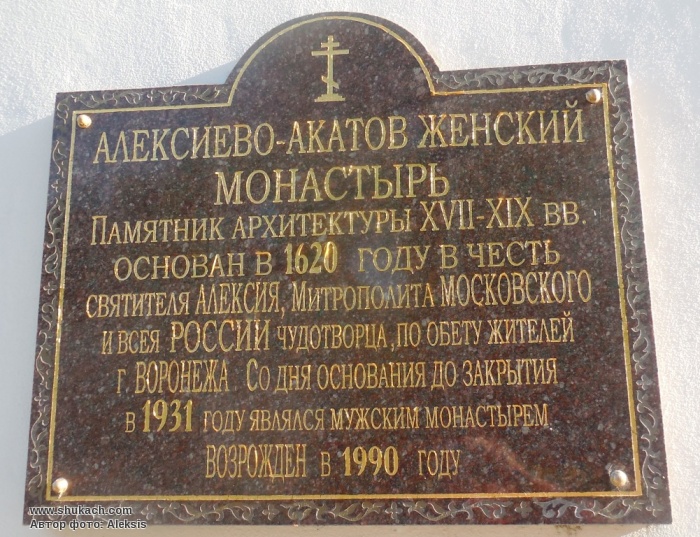 АЛЕКСИЕВО-АКАТОВ ЖЕНСКИЙ
МОНАСТЫРЬ
ПАМЯТНИК АРХИТЕКТУРЫ XVII-XIX ВВ.
ОСНОВАН В 1620 ГОДУ В ЧЕСТЬ
СВЯТИТЕЛЯ АЛЕКСИЯ, МИТРОПОЛИТА МОСКОВСКОГО
И ВСЕЯ РОССИИ ЧУДОТВОРЦА, ПО ОБЕТУ ЖИТЕЛЕЙ
Г. ВОРОНЕЖА СО ДНЯ ОСНОВАНИЯ ДО ЗАКРЫТИЯ
В 1931 ГОДУ ЯВЛЯЛСЯ МУЖСКИМ МОНАСТЫРЕМ
ВОЗРОЖДЕН В 1990 ГОДУ
www.shukach.com
Автор фото: Aleksis